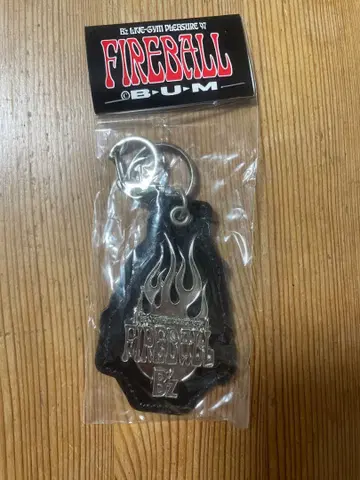 B'z LIVE-GYM PLEASURE '97
FIREBALL
©B•U•M
FIREBALL
B'z